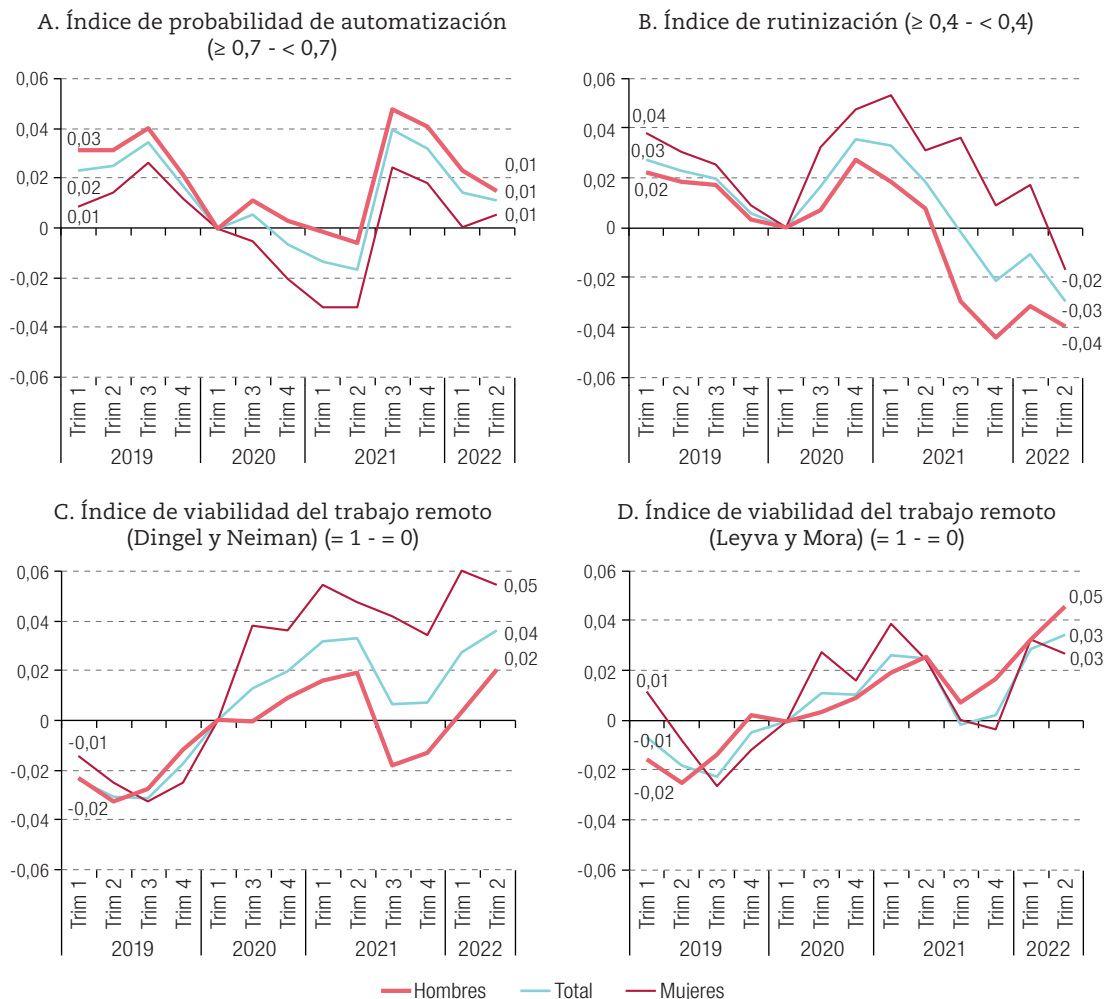 A. Índice de probabilidad de automatización
(≥ 0,7 - < 0,7)
0,06
0,04
0,02
0
-0,02
-0,04
-0,06
0,03
0,02
0,01
0,01
0,01
0,01
Trim 1
Trim 2
Trim 3
Trim 4
Trim 1
Trim 3
Trim 4
Trim 1
Trim 2
Trim 3
Trim 4
Trim 1
Trim 2
2019
2020
2021
2022
B. Índice de rutinización (≥ 0,4 - < 0,4)
0,06
0,04
0,02
0
-0,02
-0,04
-0,06
0,04
0,03
0,02
-0,02
-0,03
-0,04
Trim 1
Trim 2
Trim 3
Trim 4
Trim 1
Trim 3
Trim 4
Trim 1
Trim 2
Trim 3
Trim 4
Trim 1
Trim 2
2019
2020
2021
2022
C. Índice de viabilidad del trabajo remoto
(Dingel y Neiman) (= 1 - = 0)
0,06
0,04
0,02
0
-0,02
-0,04
-0,06
-0,01
-0,02
0,05
0,04
0,02
Trim 1
Trim 2
Trim 3
Trim 4
Trim 1
Trim 3
Trim 4
Trim 1
Trim 2
Trim 3
Trim 4
Trim 1
Trim 2
2019
2020
2021
2022
D. Índice de viabilidad del trabajo remoto
(Leyva y Mora) (= 1 - = 0)
0,06
0,04
0,02
0
-0,02
-0,04
-0,06
0,01
-0,01
-0,02
0,05
0,03
0,03
Trim 1
Trim 2
Trim 3
Trim 4
Trim 1
Trim 3
Trim 4
Trim 1
Trim 2
Trim 3
Trim 4
Trim 1
Trim 2
2019
2020
2021
2022
Hombres
Total
Mujeres